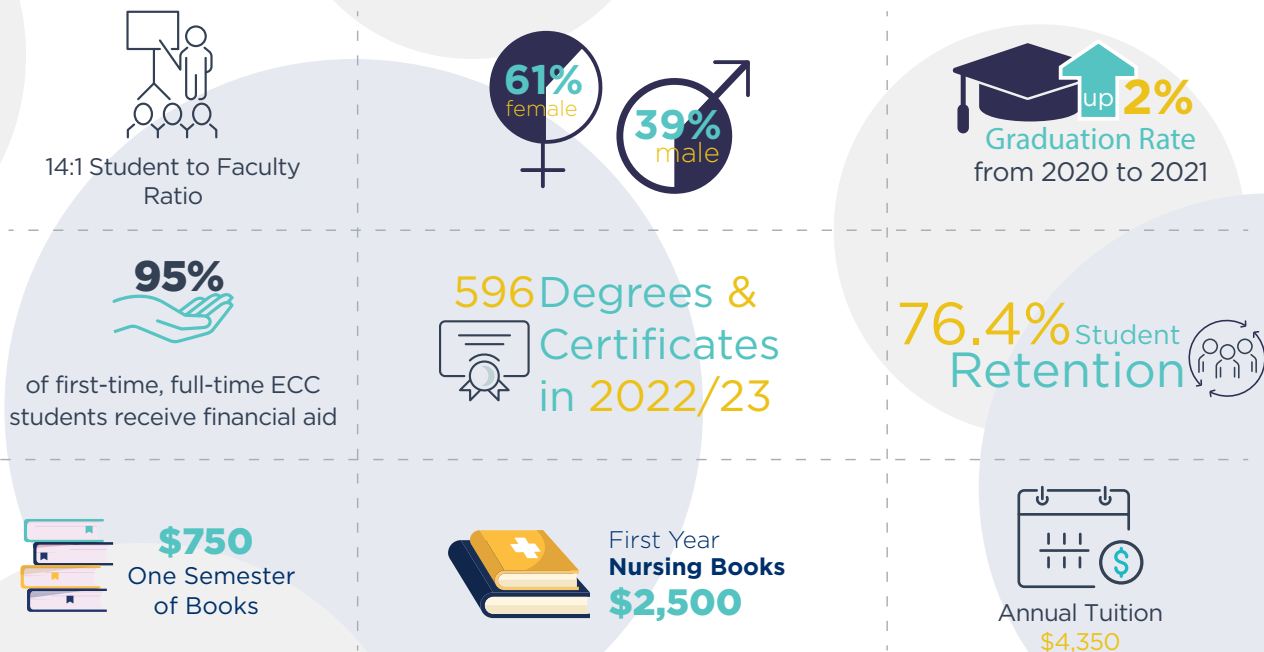 14:1 Student to Faculty
Ratio
61%
female
39%
male
up 2%
Graduation Rate
from 2020 to 2021
95%
of first-time, full-time ECC
students receive financial aid
596 Degrees &
Certificates
in 2022/23
76.4% Student
Retention
$750
One Semester
of Books
First Year
Nursing Books
$2,500
$
Annual Tuition
$4,350